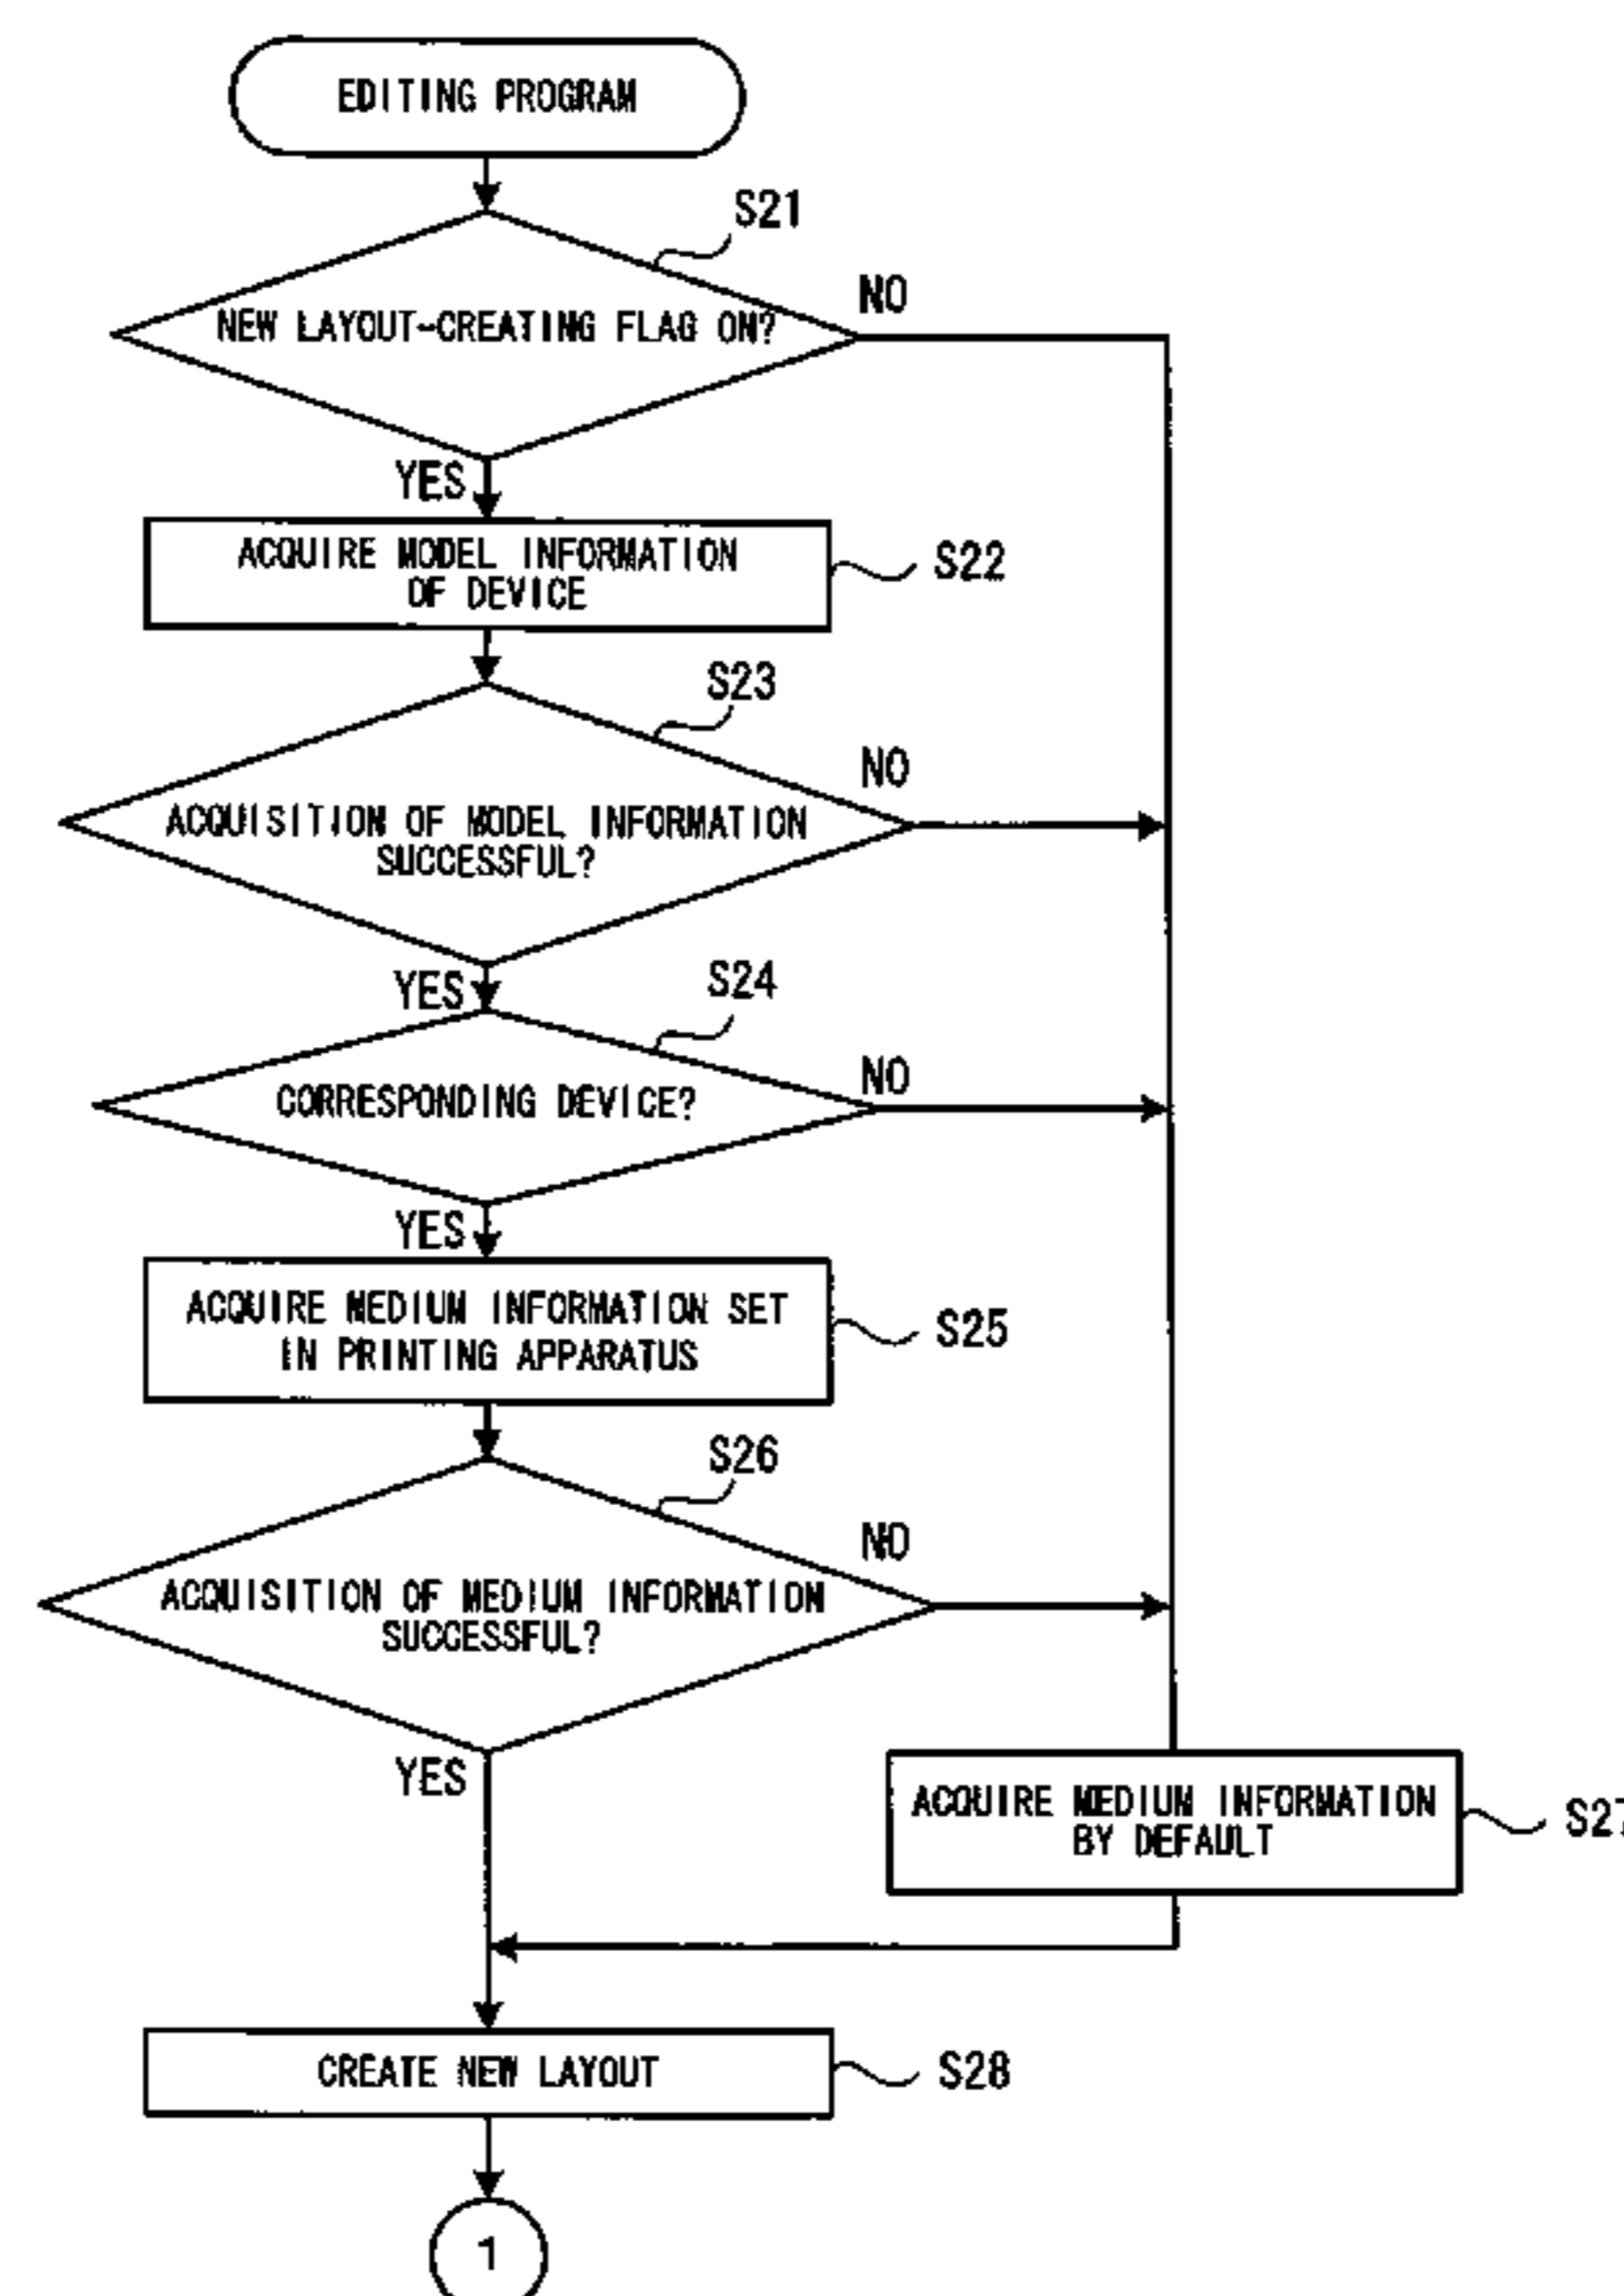 EDITING PROGRAM
S21
NEW LAYOUT-CREATING FLAG ON?
NO
YES
ACQUIRE MODEL INFORMATION
OF DEVICE
S22
S23
NO
ACQUISITION OF MODEL INFORMATION
SUCCESSFUL?
YES
S24
NO
CORRESPONDING DEVICE?
YES
ACQUIRE MEDIUM INFORMATION SET
IN PRINTING APPARATUS
S25
S26
NO
ACQUISITION OF MEDIUM INFORMATION
SUCCESSFUL?
YES
ACQUIRE MEDIUM INFORMATION
BY DEFAULT
S27
CREATE NEW LAYOUT
S28
1